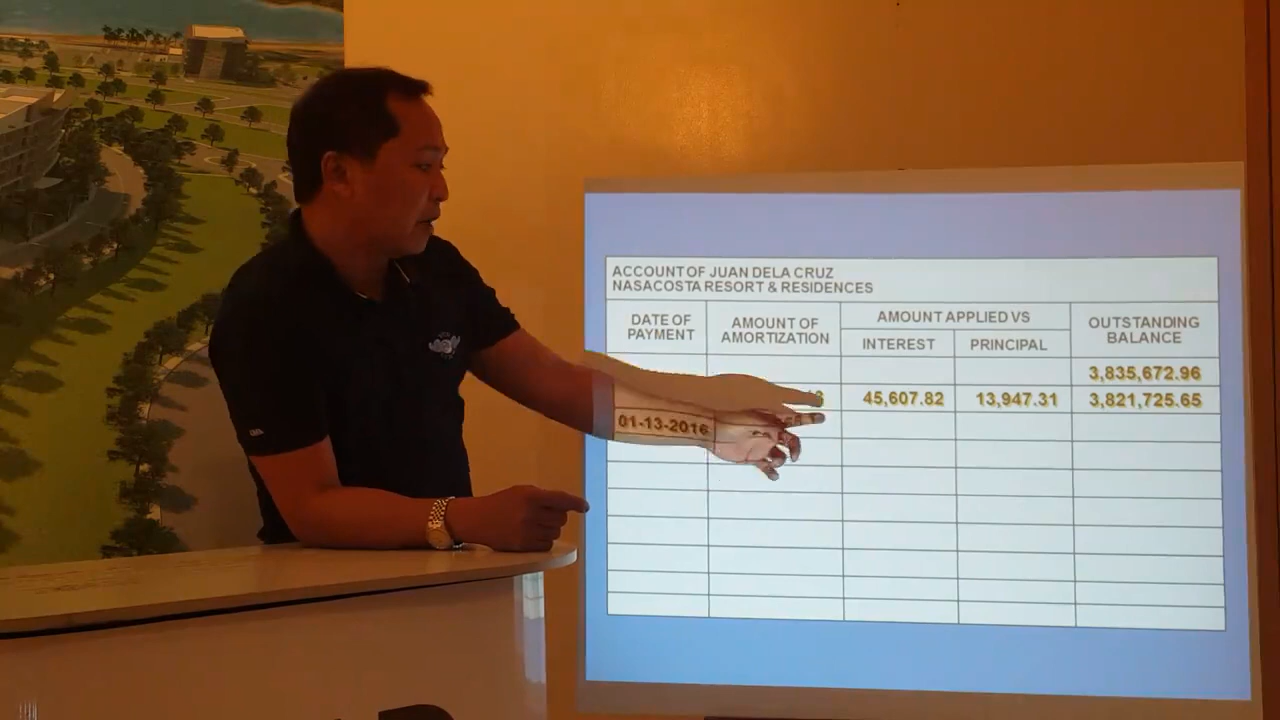 ACCOUNT OF JUAN DELA CRUZ
NASACOSTA RESORT & RESIDENCES
DATE OF PAYMENT
AMOUNT OF AMORTIZATION
AMOUNT APPLIED VS
INTEREST
PRINCIPAL
OUTSTANDING BALANCE
3,835,672.96
45,607.82 13,947.31 3,821,725.65
01-13-2016